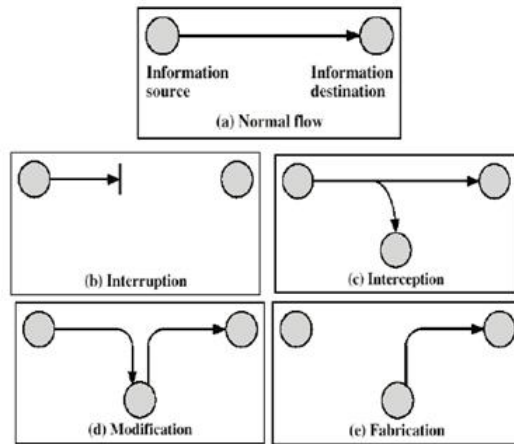 Information source
Information destination
(a) Normal flow
(b) Interruption
(c) Interception
(d) Modification
(e) Fabrication